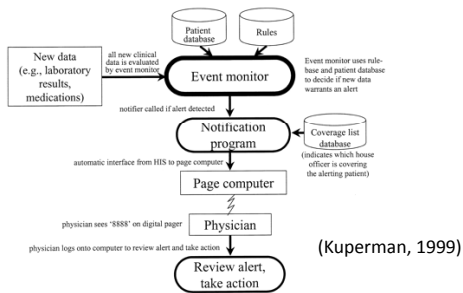 Patient
database
Rules
New data
(e.g., laboratory
results,
medications)
all new clinical
data is evaluated
by event monitor
Event monitor
Event monitor uses rule-
base and patient database
to decide if new data
warrants an alert
notifier called if alert detected
Notification
program
Coverage list
database
(indicates which house
officer is covering
the alerting patient)
automatic interface from HIS to page computer
Page computer
physician sees '8888' on digital pager
Physician
physician logs onto computer to review alert and take action
(Kuperman, 1999)
Review alert,
take action